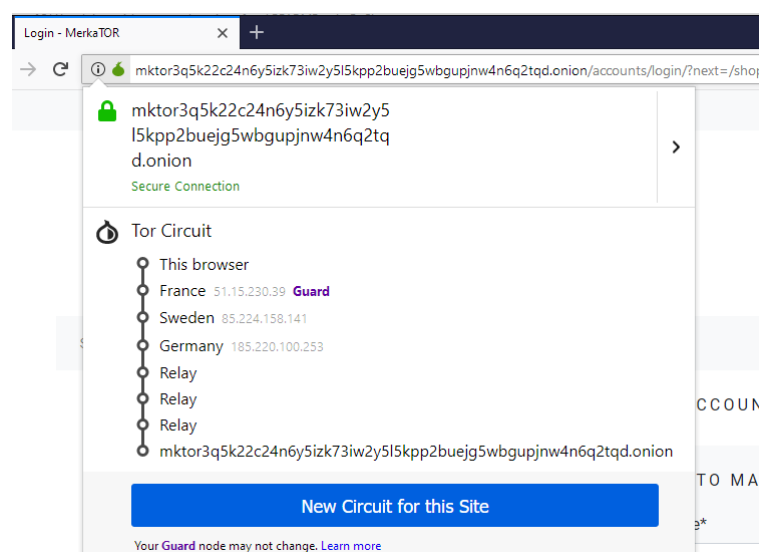 Login - MerkaTOR
mktor3q5k22c24n6y5izk73iw2y5l5kpp2buejg5wbgupjnw4n6q2tqd.onion/accounts/login/?next=/shop
mktor3q5k22c24n6y5izk73iw2y5
l5kpp2buejg5wbgupjnw4n6q2tq
d.onion
Secure Connection
Tor Circuit
This browser
France 51.15.230.39 Guard
Sweden 85.224.158.141
Germany 185.220.100.253
Relay
Relay
Relay
mktor3q5k22c24n6y5izk73iw2y5l5kpp2buejg5wbgupjnw4n6q2tqd.onion
CCOUN
TO MA
e*
New Circuit for this Site
Your Guard node may not change. Learn more